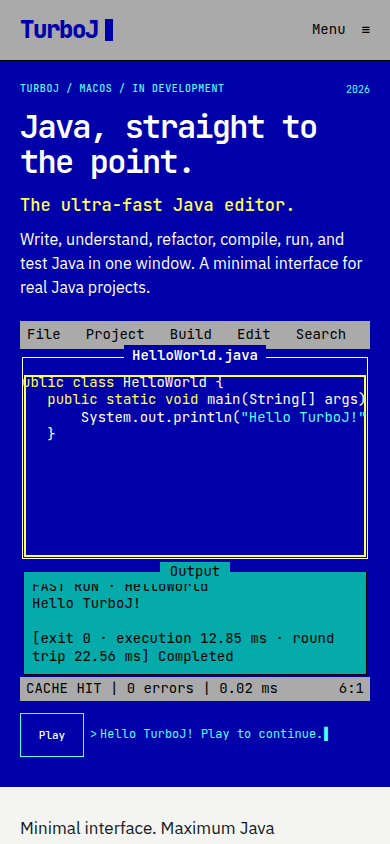 TurboJ
Menu ≡
TURBOJ / MACOS / IN DEVELOPMENT
2026
Java, straight to
the point.
The ultra-fast Java editor.
Write, understand, refactor, compile, run, and
test Java in one window. A minimal interface for
real Java projects.
File Project Build Edit Search
HelloWorld.java
ublic class HelloWorld {
public static void main(String[] args)
System.out.println("Hello TurboJ!"
}
Output
FAST RUN · HelloWorld
Hello TurboJ!
[exit 0 · execution 12.85 ms · round
trip 22.56 ms] Completed
CACHE HIT | 0 errors | 0.02 ms 6:1
Play
> Hello TurboJ! Play to continue.
Minimal interface. Maximum Java